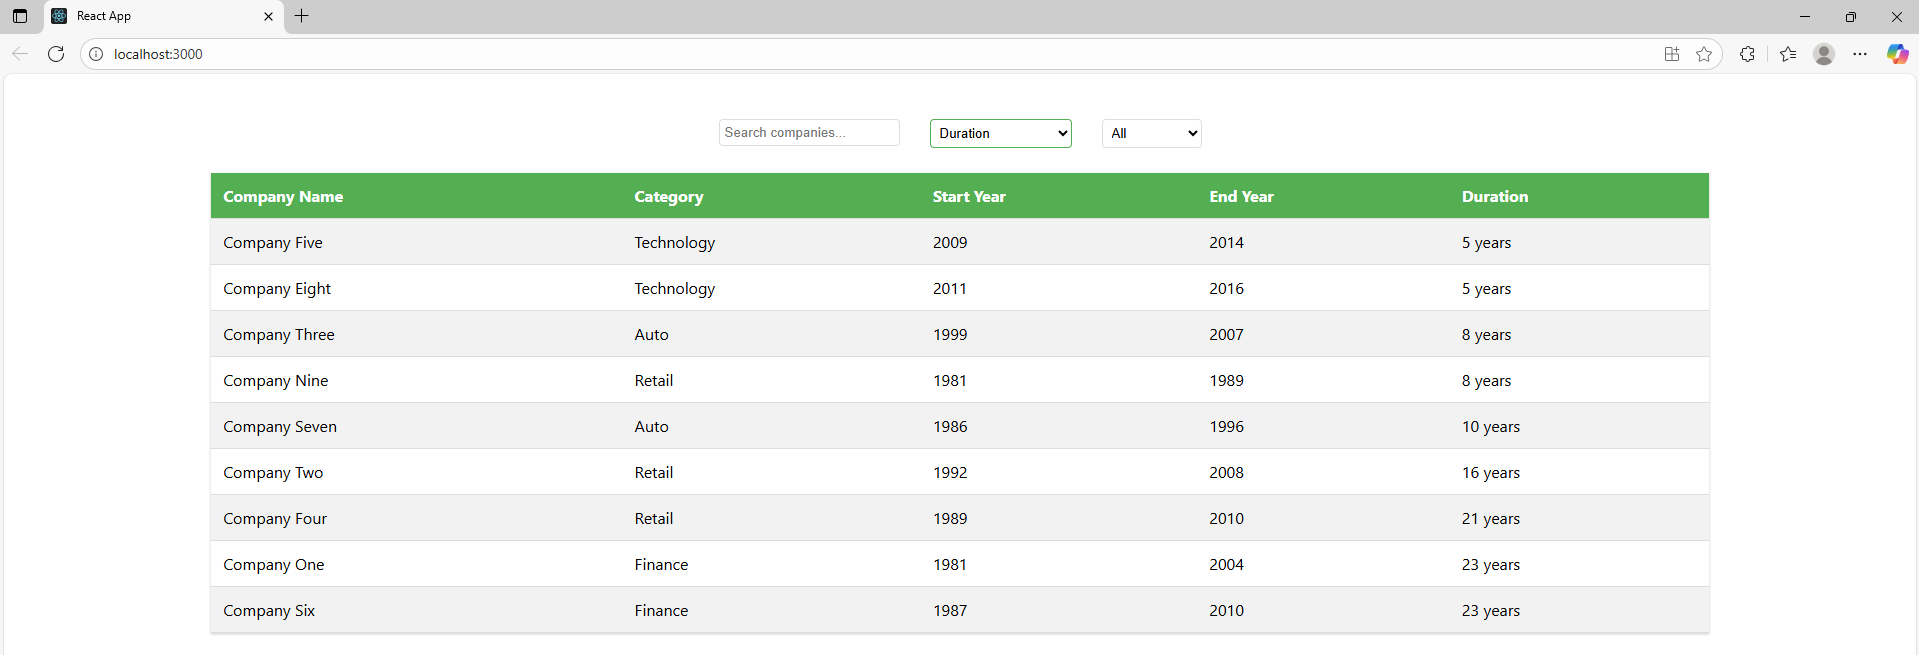 React App
localhost:3000
Search companies... Duration All
Company Name Category Start Year End Year Duration
Company Five Technology 2009 2014 5 years
Company Eight Technology 2011 2016 5 years
Company Three Auto 1999 2007 8 years
Company Nine Retail 1981 1989 8 years
Company Seven Auto 1986 1996 10 years
Company Two Retail 1992 2008 16 years
Company Four Retail 1989 2010 21 years
Company One Finance 1981 2004 23 years
Company Six Finance 1987 2010 23 years